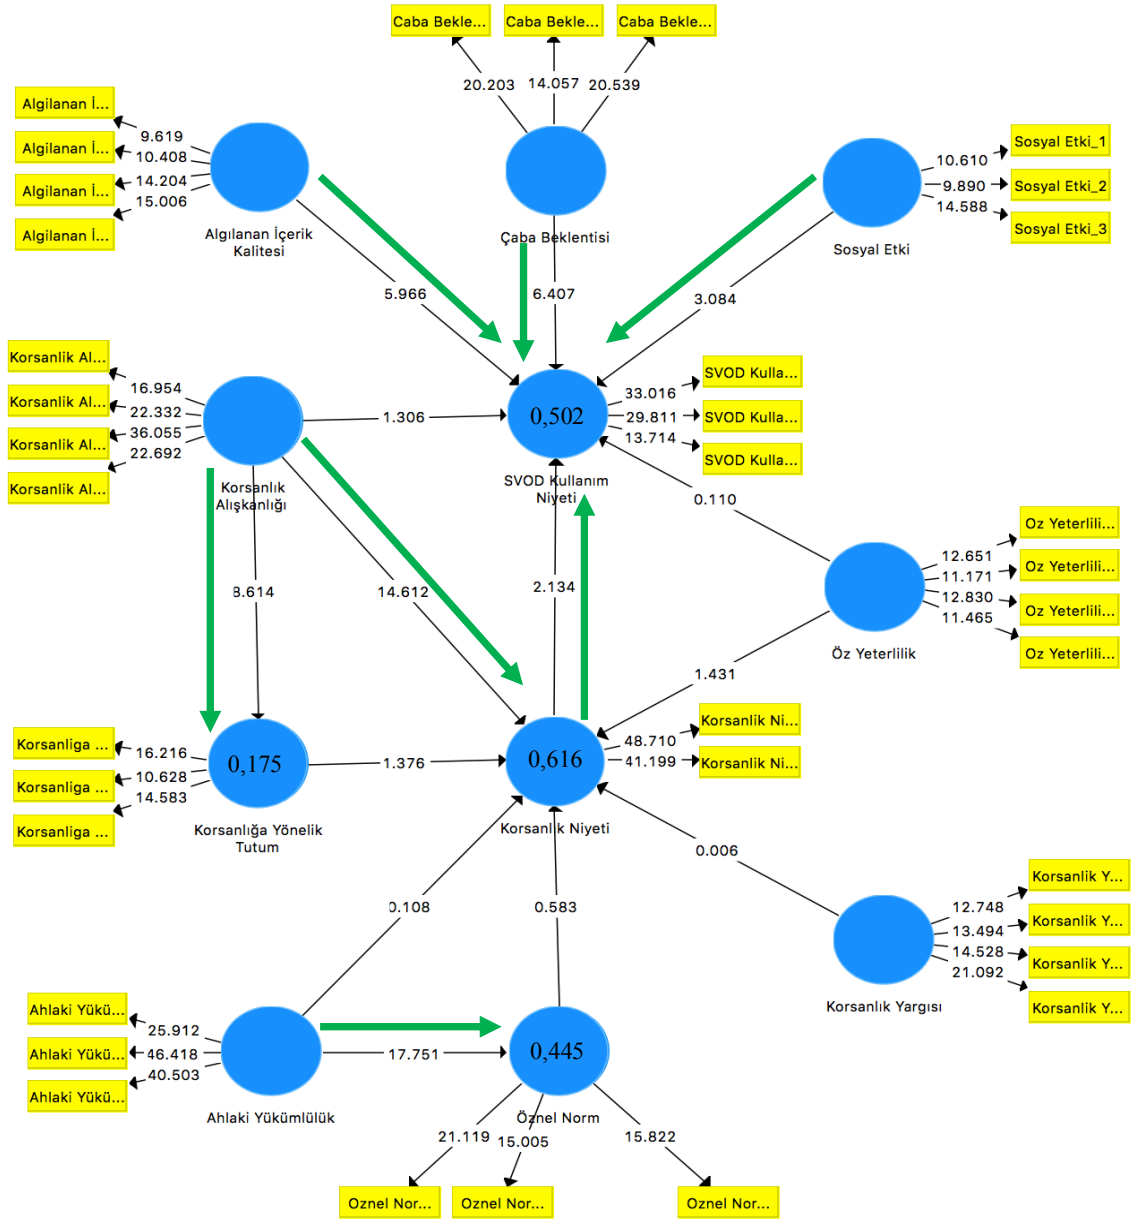 Caba Bekle...
Caba Bekle...
Caba Bekle...
20.203
14.057
20.539
Algilanan İ...
Algilanan İ...
Algilanan İ...
Algilanan İ...
9.619
10.408
14.204
15.006
Algılanan İçerik
Kalitesi
Çaba Beklentisi
Sosyal Etki
10.610
9.890
14.588
Sosyal Etki_1
Sosyal Etki_2
Sosyal Etki_3
5.966
6.407
3.084
Korsanlik Al...
Korsanlik Al...
Korsanlik Al...
Korsanlik Al...
16.954
22.332
36.055
22.692
Korsanlık
Alışkanlığı
1.306
0,502
SVOD Kullanım
Niyeti
33.016
29.811
13.714
SVOD Kulla...
SVOD Kulla...
SVOD Kulla...
0.110
8.614
14.612
2.134
Öz Yeterlilik
12.651
11.171
12.830
11.465
Oz Yeterlili...
Oz Yeterlili...
Oz Yeterlili...
Oz Yeterlili...
1.431
Korsanliga ...
Korsanliga ...
Korsanliga ...
16.216
10.628
14.583
0,175
Korsanlığa Yönelik
Tutum
1.376
0,616
Korsanlık Niyeti
48.710
41.199
Korsanlik Ni...
Korsanlik Ni...
0.108
0.583
0.006
Korsanlık Yargısı
12.748
13.494
14.528
21.092
Korsanlik Y...
Korsanlik Y...
Korsanlik Y...
Korsanlik Y...
Ahlaki Yükü...
Ahlaki Yükü...
Ahlaki Yükü...
25.912
46.418
40.503
Ahlaki Yükümlülük
17.751
0,445
Öznel Norm
21.119
15.005
15.822
Oznel Nor...
Oznel Nor...
Oznel Nor...